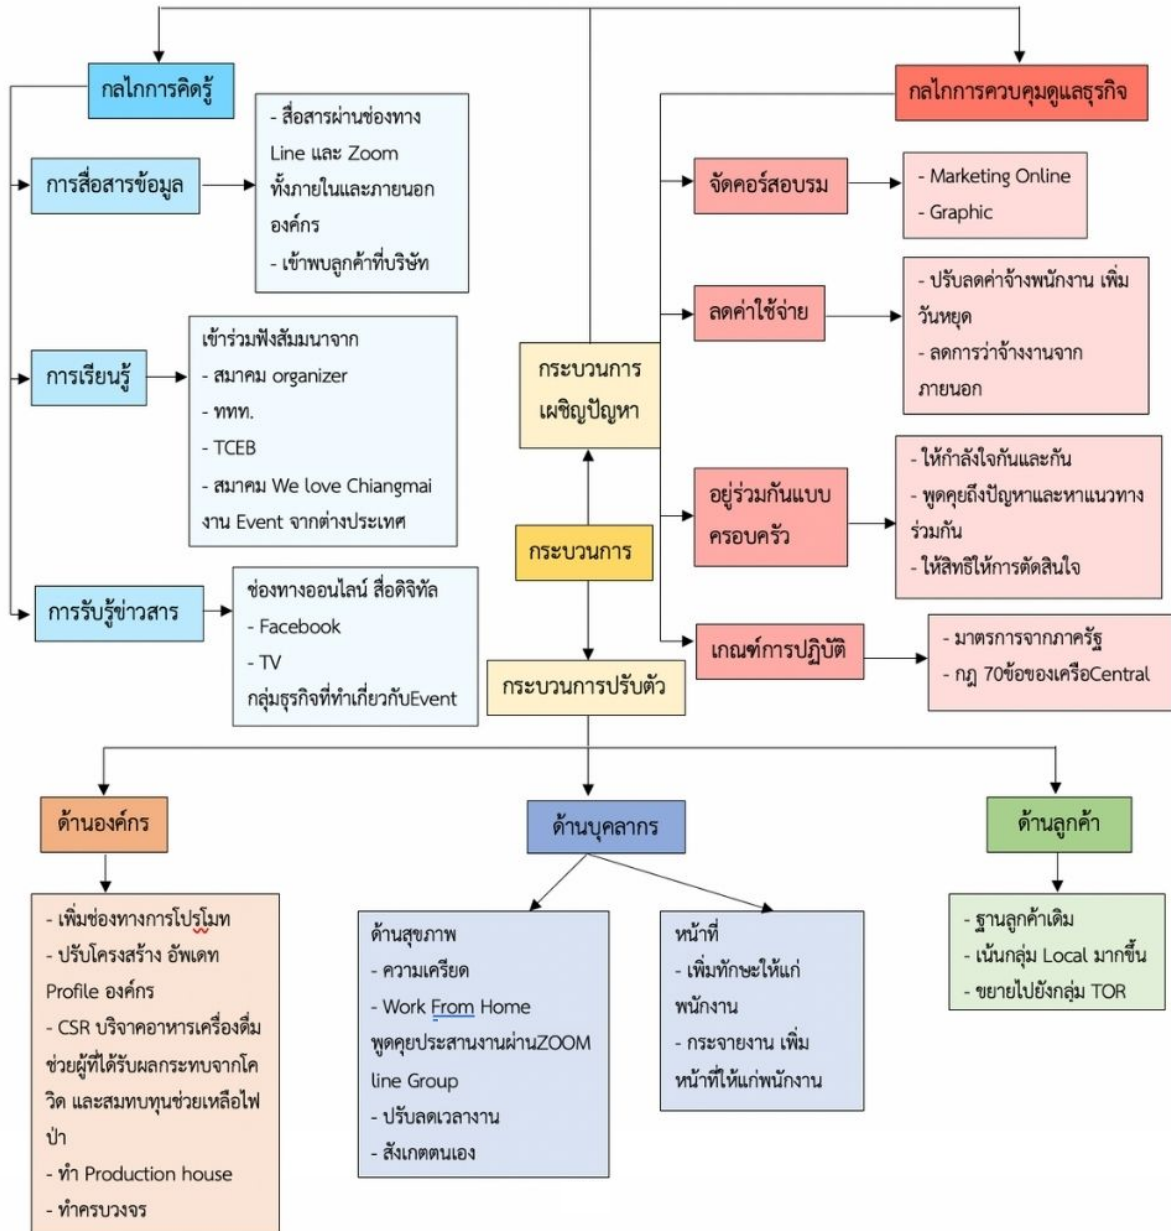 กลไกการคิดรู้
การสื่อสารข้อมูล
- สื่อสารผ่านช่องทาง
Line และ Zoom
ทั้งภายในและภายนอก
องค์กร
- เข้าพบลูกค้าที่บริษัท
การเรียนรู้
เข้าร่วมฟังสัมมนาจาก
- สมาคม organizer
- ททท.
- TCEB
- สมาคม We love Chiangmai
งาน Event จากต่างประเทศ
การรับรู้ข่าวสาร
ช่องทางออนไลน์ สื่อดิจิทัล
- Facebook
- TV
กลุ่มธุรกิจที่ทำเกี่ยวกับEvent
กระบวนการ
เผชิญปัญหา
กระบวนการ
กระบวนการปรับตัว
กลไกการควบคุมดูแลธุรกิจ
จัดคอร์สอบรม
- Marketing Online
- Graphic
ลดค่าใช้จ่าย
- ปรับลดค่าจ้างพนักงาน เพิ่ม
วันหยุด
- ลดการว่าจ้างงานจาก
ภายนอก
อยู่ร่วมกันแบบ
ครอบครัว
- ให้กำลังใจกันและกัน
- พูดคุยถึงปัญหาและหาแนวทาง
ร่วมกัน
- ให้สิทธิให้การตัดสินใจ
เกณฑ์การปฏิบัติ
- มาตรการจากภาครัฐ
- กฎ 70ข้อของเครือCentral
ด้านองค์กร
- เพิ่มช่องทางการโปรโมท
- ปรับโครงสร้าง อัพเดท
Profile องค์กร
- CSR บริจาคอาหารเครื่องดื่ม
ช่วยผู้ที่ได้รับผลกระทบจากโค
วิด และสมทบทุนช่วยเหลือไฟ
ป่า
- ทำ Production house
- ทำครบวงจร
ด้านบุคลากร
ด้านสุขภาพ
- ความเครียด
- Work From Home
พูดคุยประสานงานผ่านZOOM
line Group
- ปรับลดเวลางาน
- สังเกตตนเอง
หน้าที่
- เพิ่มทักษะให้แก่
พนักงาน
- กระจายงาน เพิ่ม
หน้าที่ให้แก่พนักงาน
ด้านลูกค้า
- ฐานลูกค้าเดิม
- เน้นกลุ่ม Local มากขึ้น
- ขยายไปยังกลุ่ม TOR